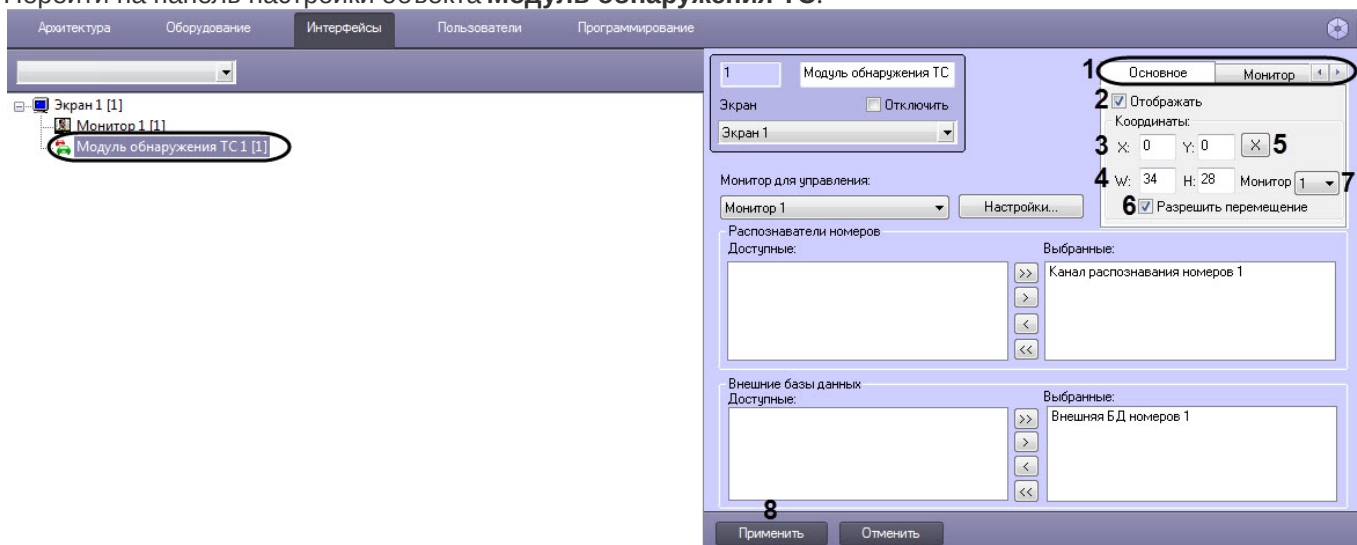 Перейти на панель настройки объекта Модуль обнаружения ТС.
Архитектура Оборудование Интерфейсы Пользователи Программирование
Экран 1 [1]
Монитор 1 [1]
Модуль обнаружения ТС 1 [1]
1 Модуль обнаружения ТС
Экран Отключить
Экран 1
1 Основное Монитор
2 Отображать
Координаты:
3 X: 0 Y: 0 X 5
4 W: 34 H: 28 Монитор 1 7
6 Разрешить перемещение
Монитор для управления:
Монитор 1 Настройки...
Распознаватели номеров
Доступные: Выбранные:
Канал распознавания номеров 1
>>
>
<
<<
Внешние базы данных
Доступные: Выбранные:
Внешняя БД номеров 1
>>
>
<
<<
8
Применить Отменить